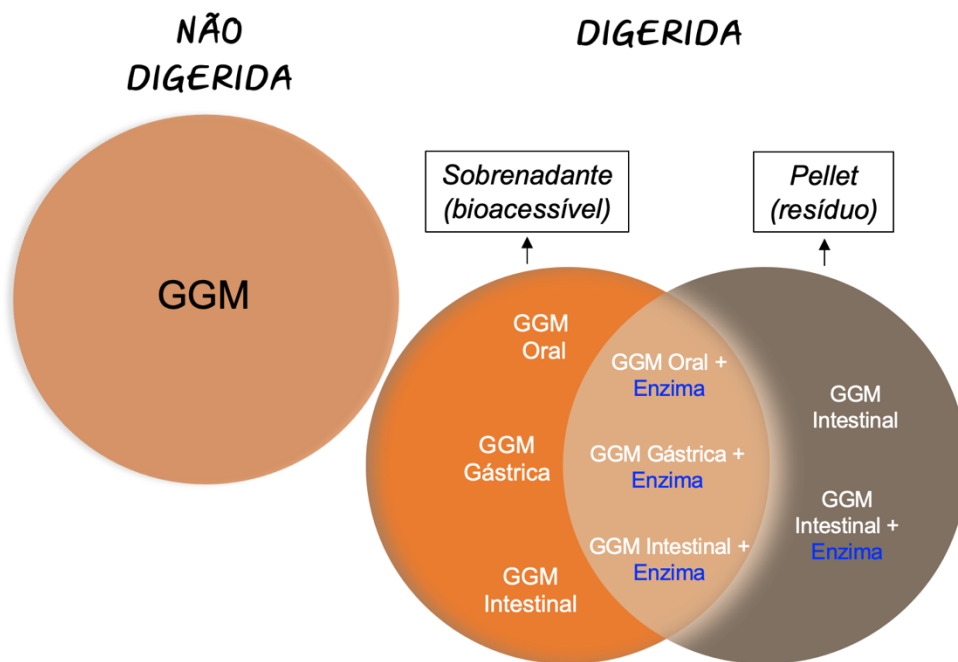 NÃO
DIGERIDA
DIGERIDA
GGM
Sobrenadante
(bioacessível)
Pellet
(resíduo)
GGM
Oral
GGM
Gástrica
GGM
Intestinal
GGM Oral +
Enzima
GGM Gástrica +
Enzima
GGM Intestinal +
Enzima
GGM
Intestinal
GGM
Intestinal +
Enzima